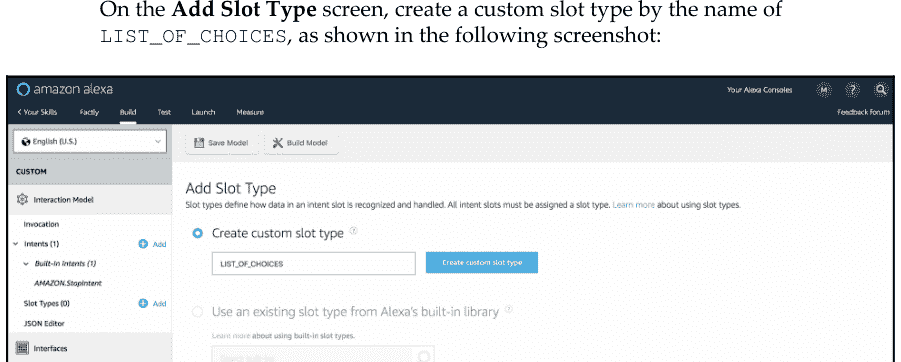 On the Add Slot Type screen, create a custom slot type by the name of
LIST_OF_CHOICES, as shown in the following screenshot:
amazon alexa
Your Alexa Consoles
M
?
< Your Skills
Factly
Build
Test
Launch
Measure
Feedback Forum
English (U.S.)
Save Model
Build Model
CUSTOM
Add Slot Type
Interaction Model
Slot types define how data in an intent slot is recognized and handled. All intent slots must be assigned a slot type. Learn more about using slot types.
Invocation
Create custom slot type ?
Intents (1)
Add
Built-In Intents (1)
LIST_OF_CHOICES
Create custom slot type
AMAZON.StopIntent
Slot Types (0)
Add
Use an existing slot type from Alexa's built-in library ?
JSON Editor
Learn more about using built-in slot types.
Interfaces